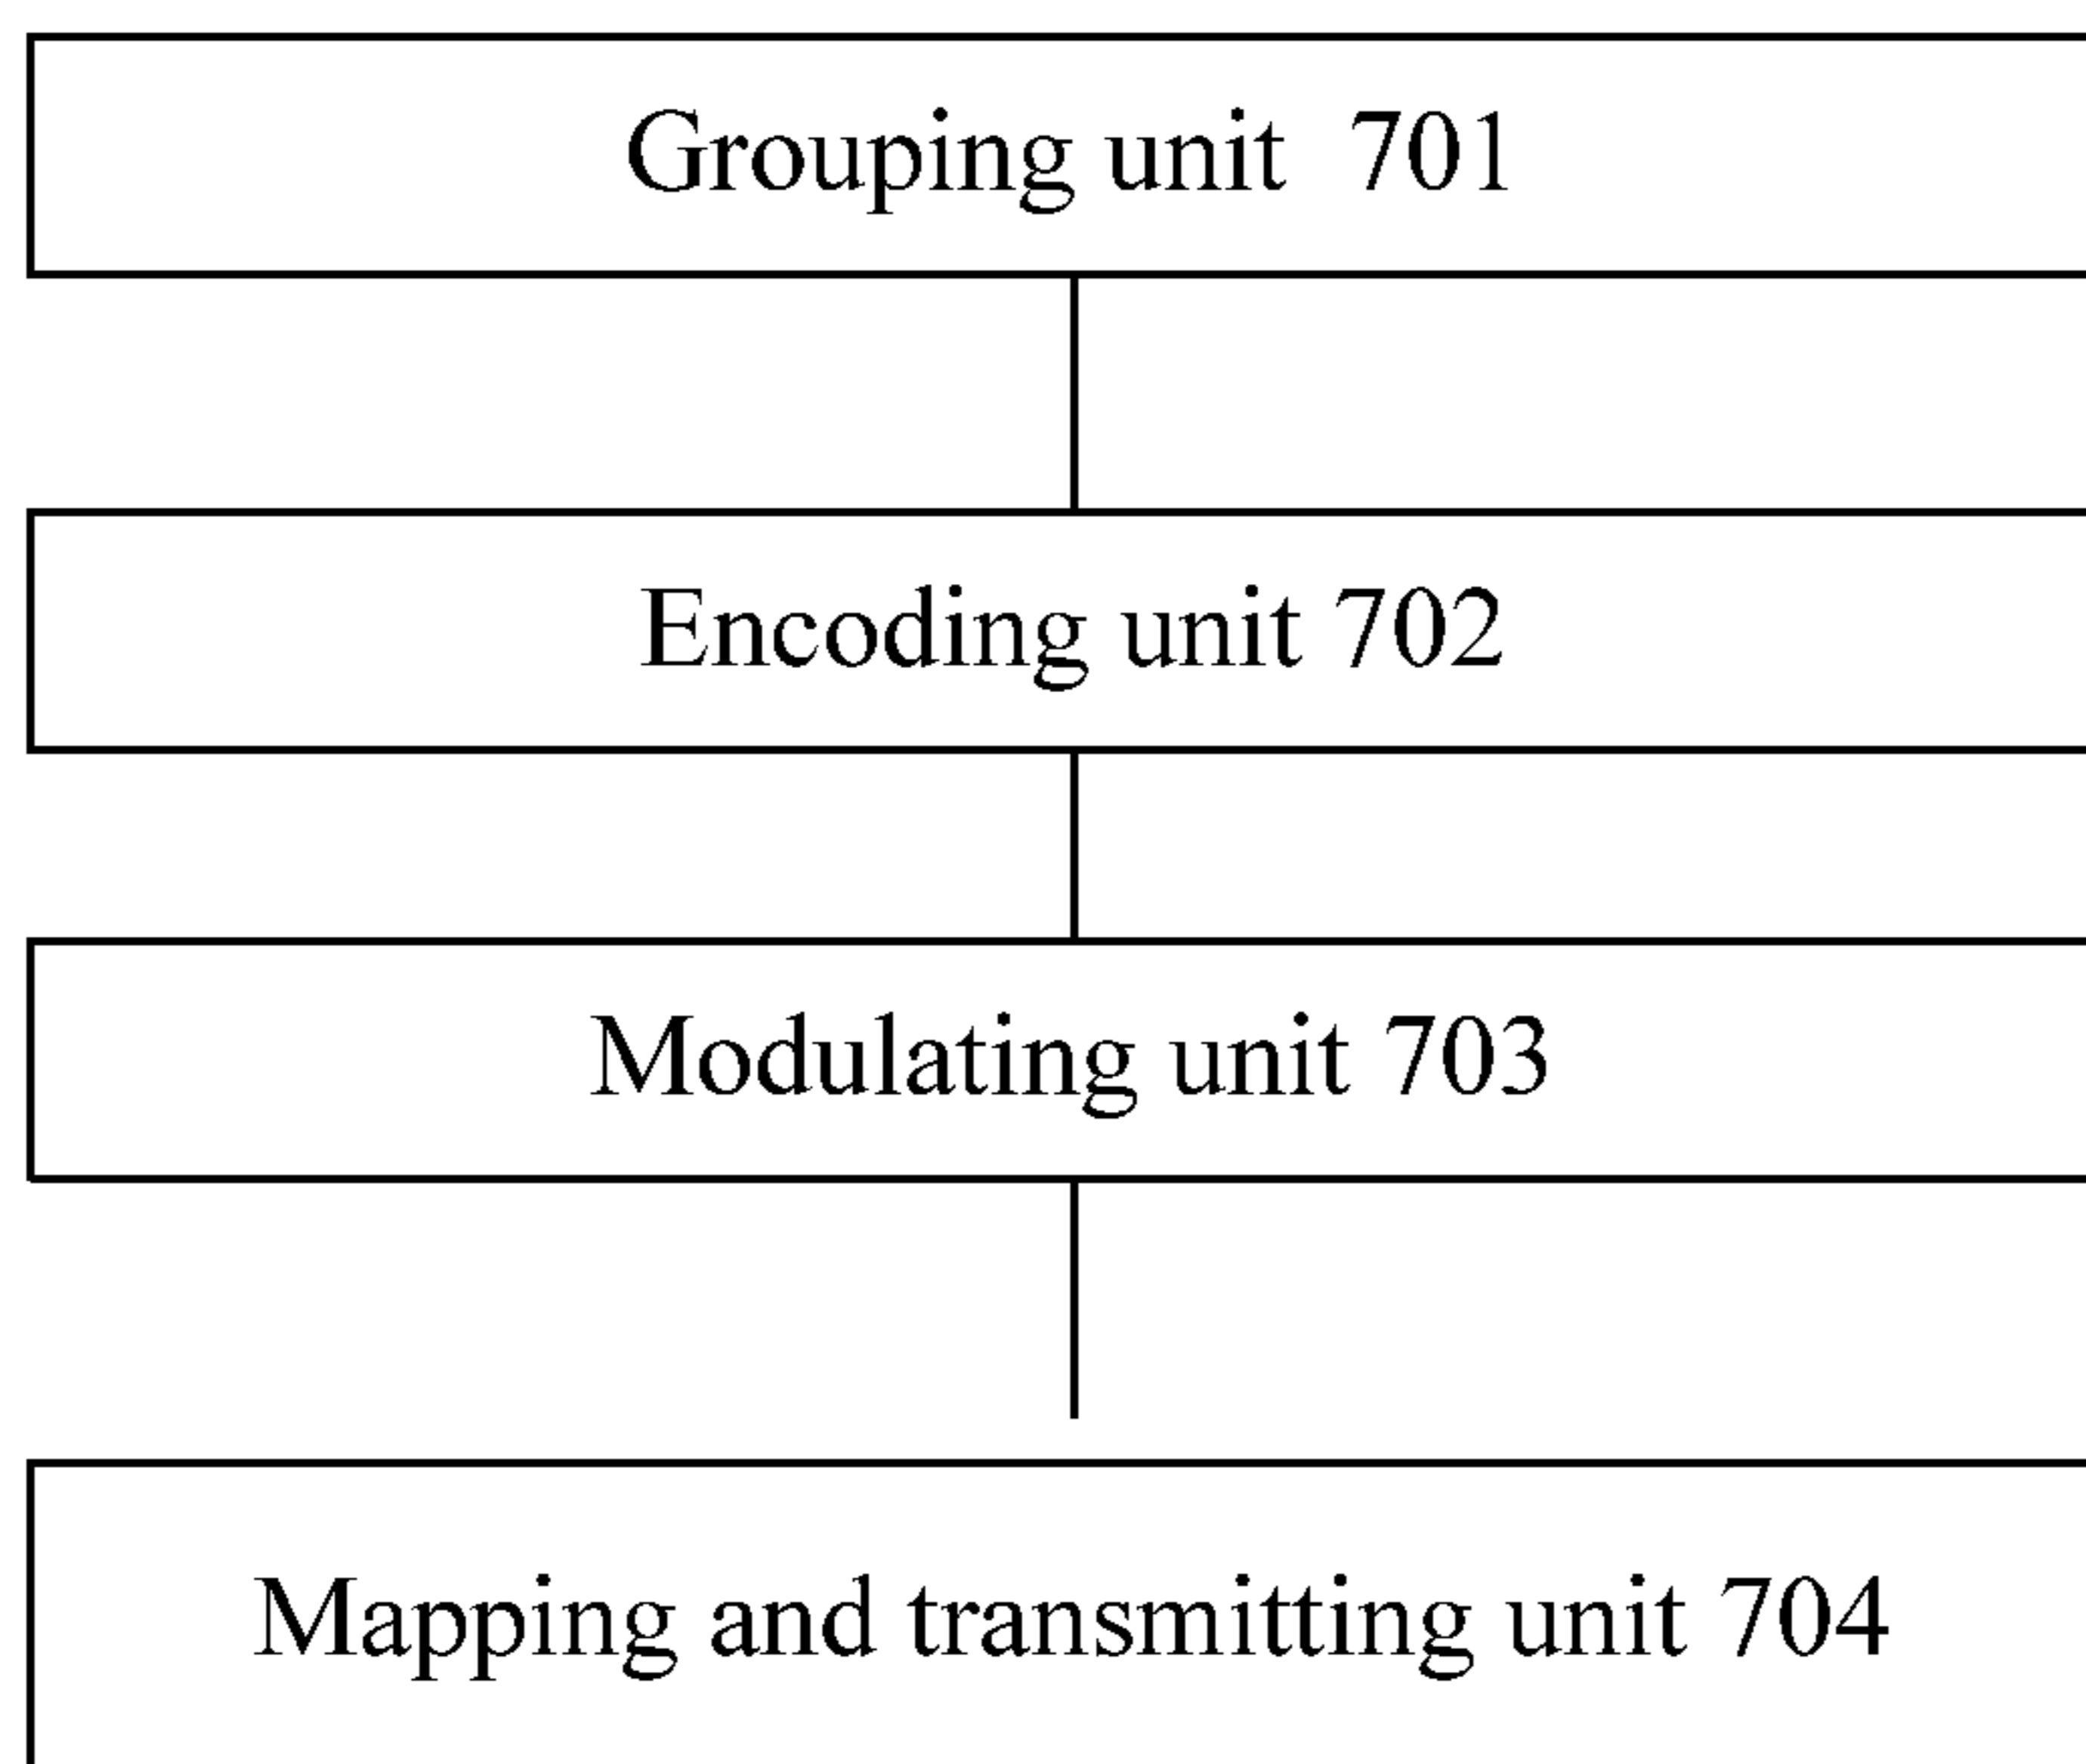 Grouping unit 701
Encoding unit 702
Modulating unit 703
Mapping and transmitting unit 704